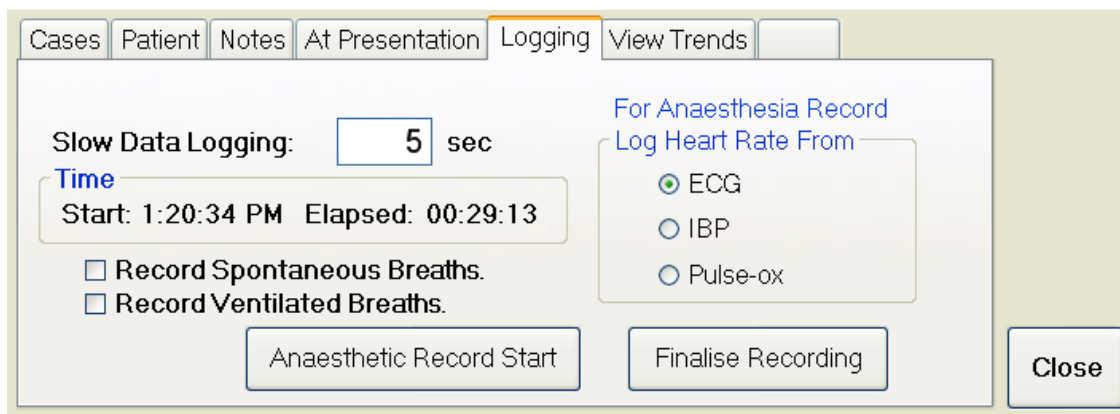 Cases Patient Notes At Presentation Logging View Trends
For Anaesthesia Record
Slow Data Logging: 5 sec
Log Heart Rate From
Time
Start: 1:20:34 PM Elapsed: 00:29:13
ECG
IBP
Pulse-ox
Record Spontaneous Breaths.
Record Ventilated Breaths.
Anaesthetic Record Start
Finalise Recording
Close